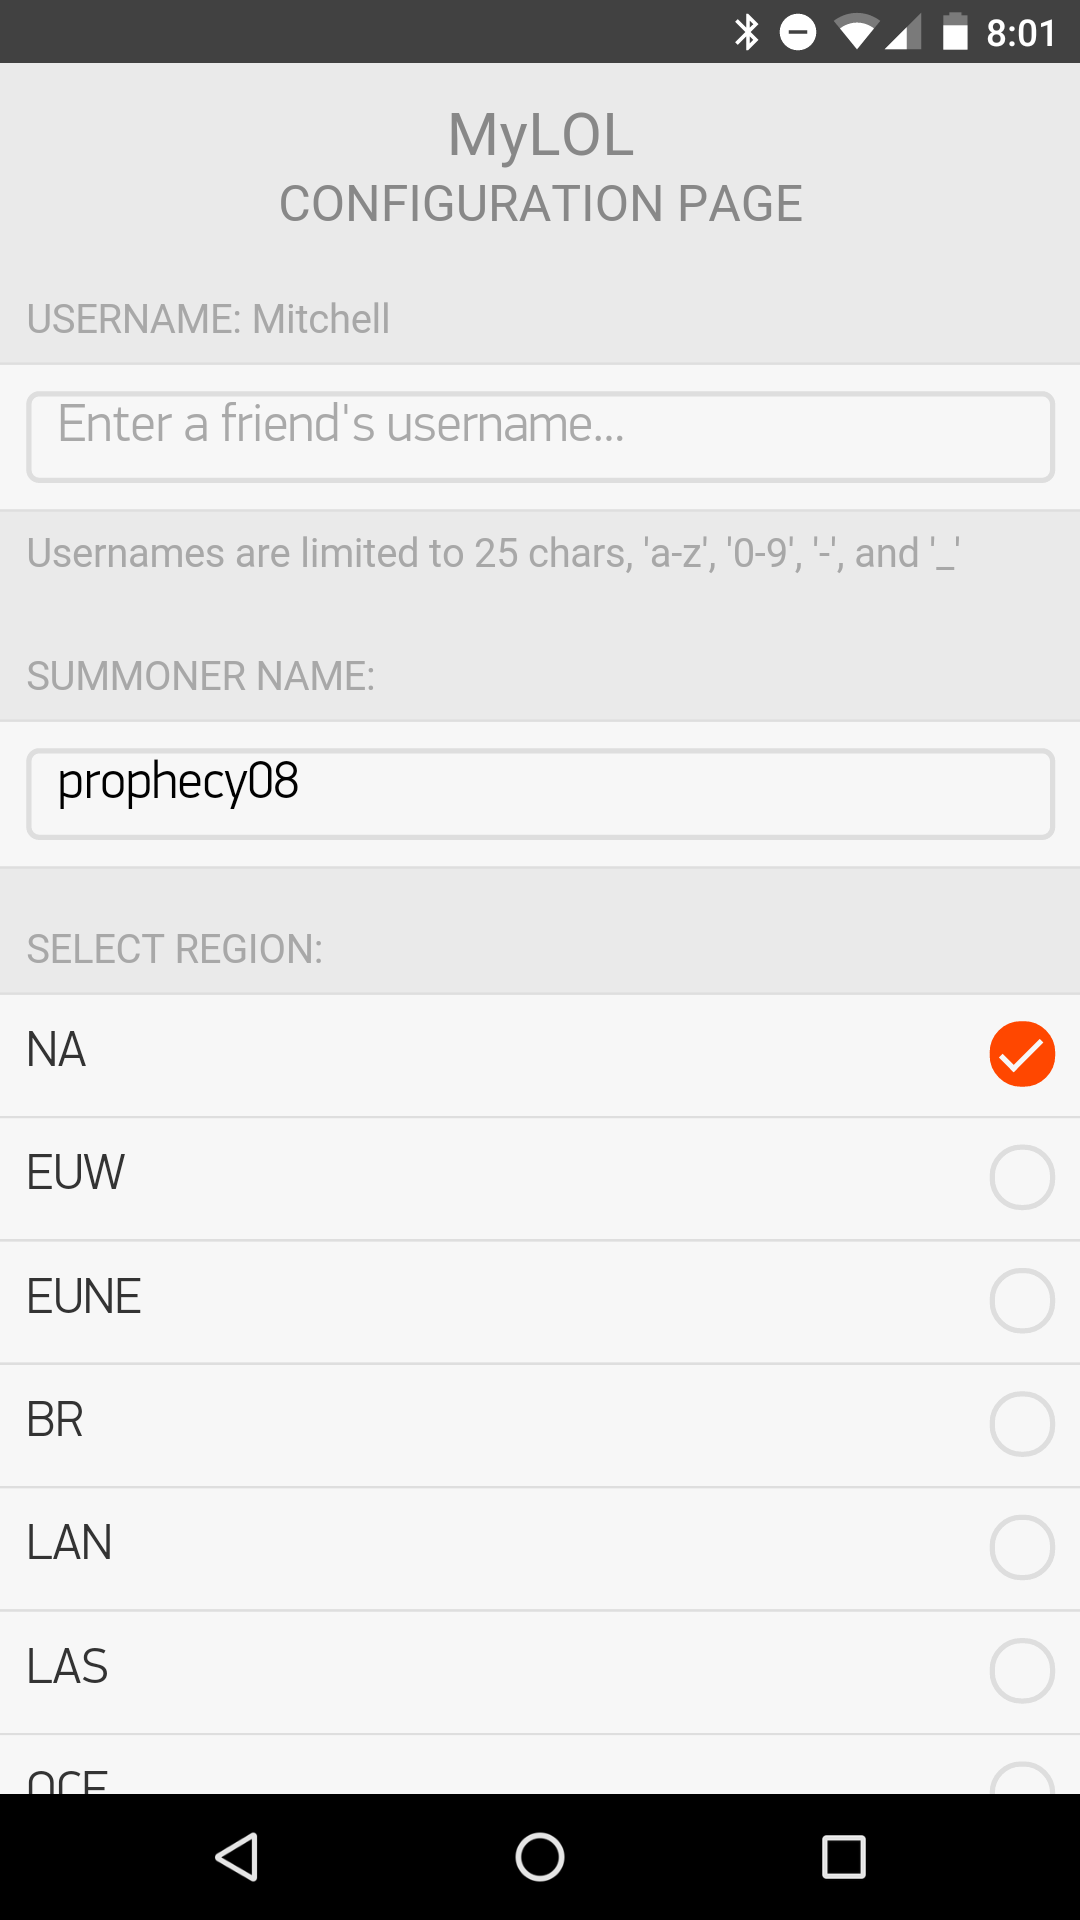 8:01
MyLOL
CONFIGURATION PAGE
USERNAME: Mitchell
Enter a friend's username...
Usernames are limited to 25 chars, 'a-z', '0-9', '-', and '_'
SUMMONER NAME:
prophecy08
SELECT REGION:
NA
EUW
EUNE
BR
LAN
LAS
OCE